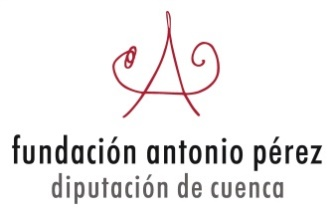 fundación antonio pérez
diputación de cuenca